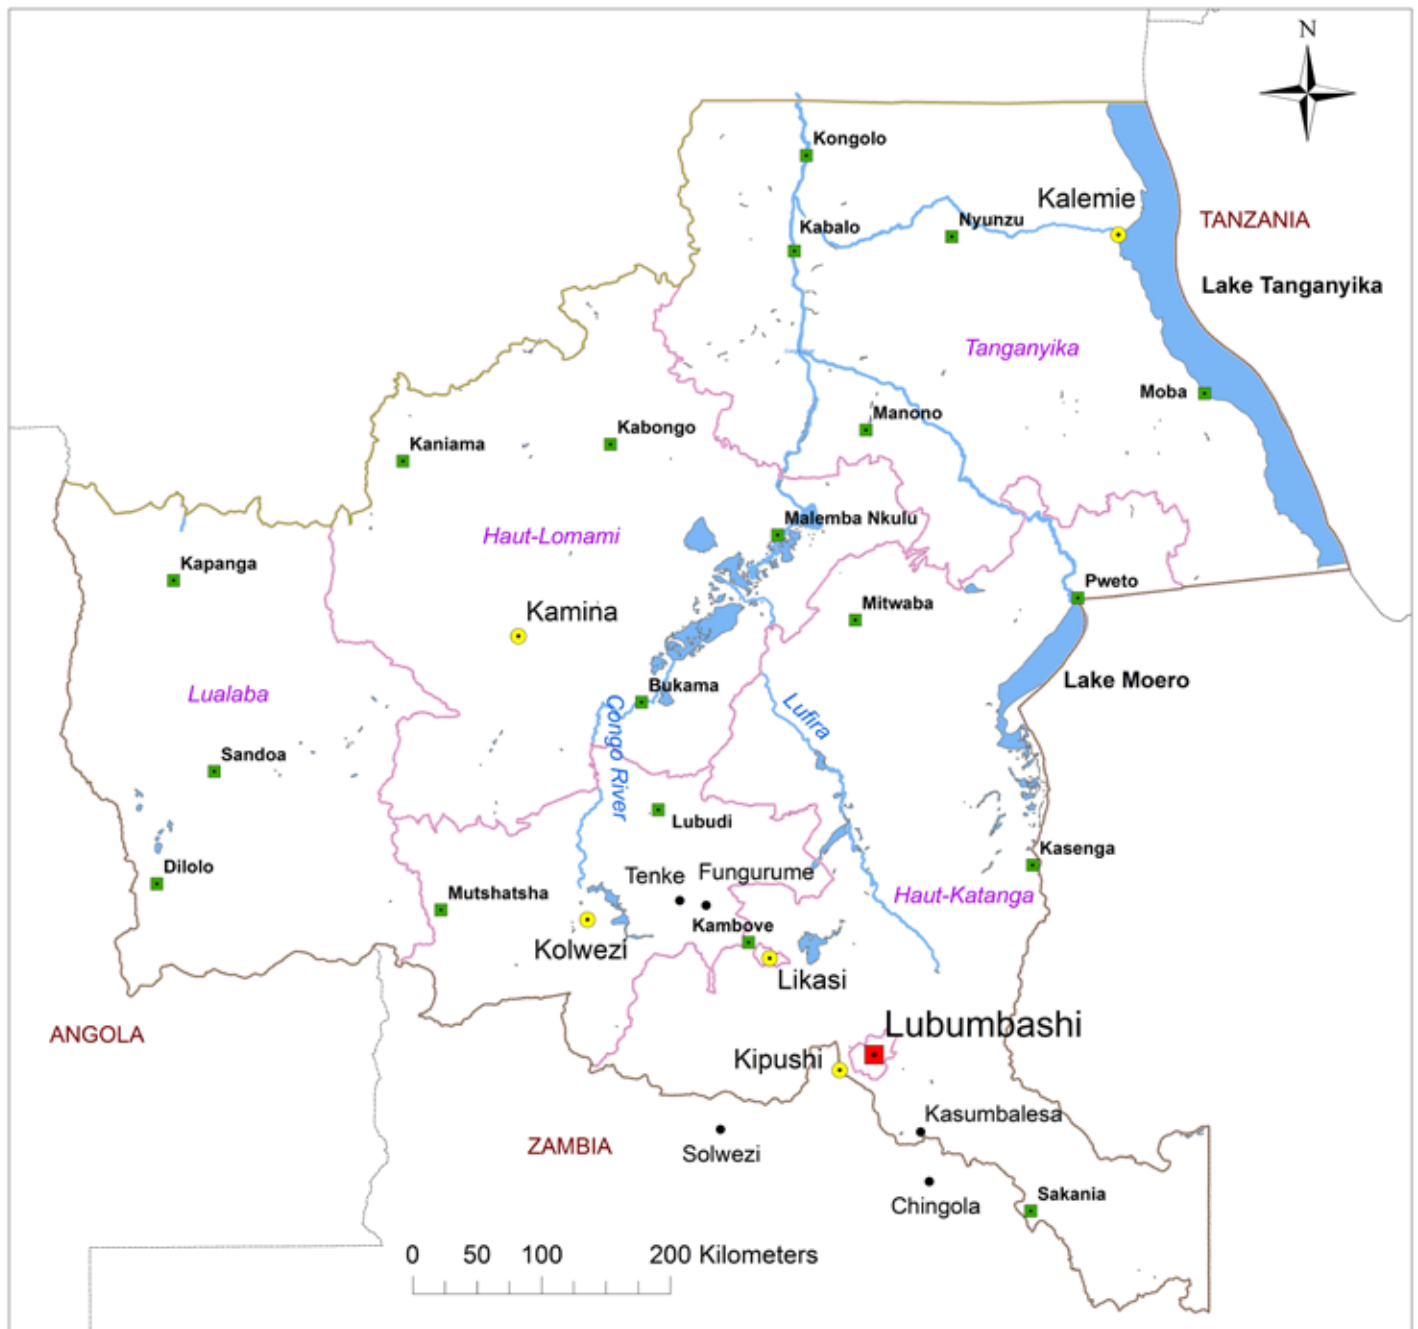 N
Kongolo
Kalemie
TANZANIA
Kabalo
Nyunzu
Lake Tanganyika
Tanganyika
Moba
Manono
Kabongo
Kaniama
Malemba Nkulu
Haut-Lomami
Kapanga
Pweto
Mitwaba
Kamina
Lake Moero
Bukama
Lualaba
Lufira
Congo River
Sandoa
Lubudi
Kasenga
Dilolo
Tenke
Fungurume
Mutshatsha
Haut-Katanga
Kambove
Kolwezi
Likasi
Lubumbashi
ANGOLA
Kipushi
Kasumbalesa
ZAMBIA
Solwezi
Chingola
Sakania
0 50 100 200 Kilometers